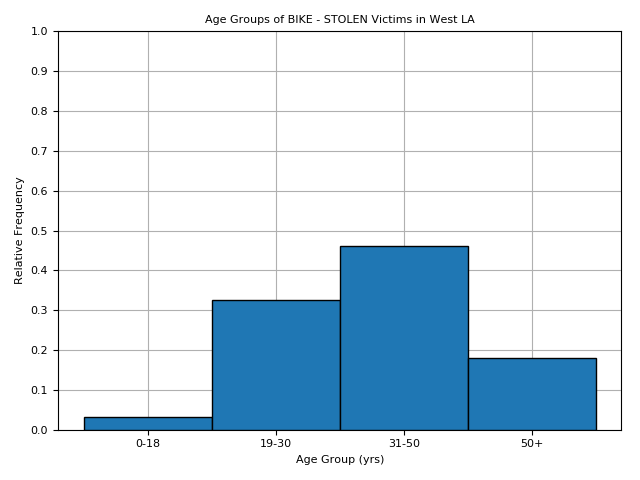 Age Groups of BIKE - STOLEN Victims in West LA
1.0
0.9
0.8
0.7
0.6
0.5
0.4
0.3
0.2
0.1
0.0
Relative Frequency
0-18 19-30 31-50 50+
Age Group (yrs)